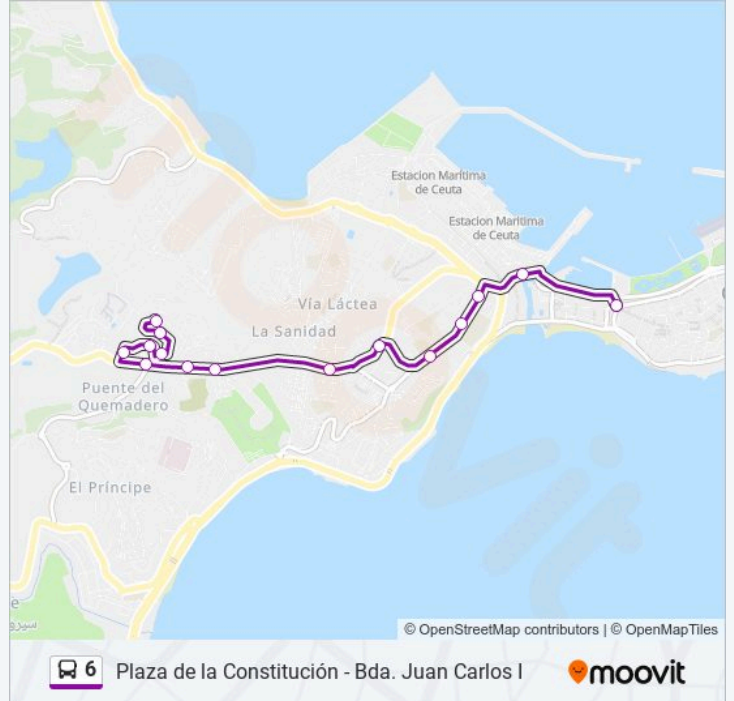 Estacion Marítima
de Ceuta
Estacion Maritima
de Ceuta
Vía Láctea
La Sanidad
Puente del
Quemadero
El Príncipe
© OpenStreetMap contributors | © OpenMapTiles
6 Plaza de la Constitución - Bda. Juan Carlos I
moovit